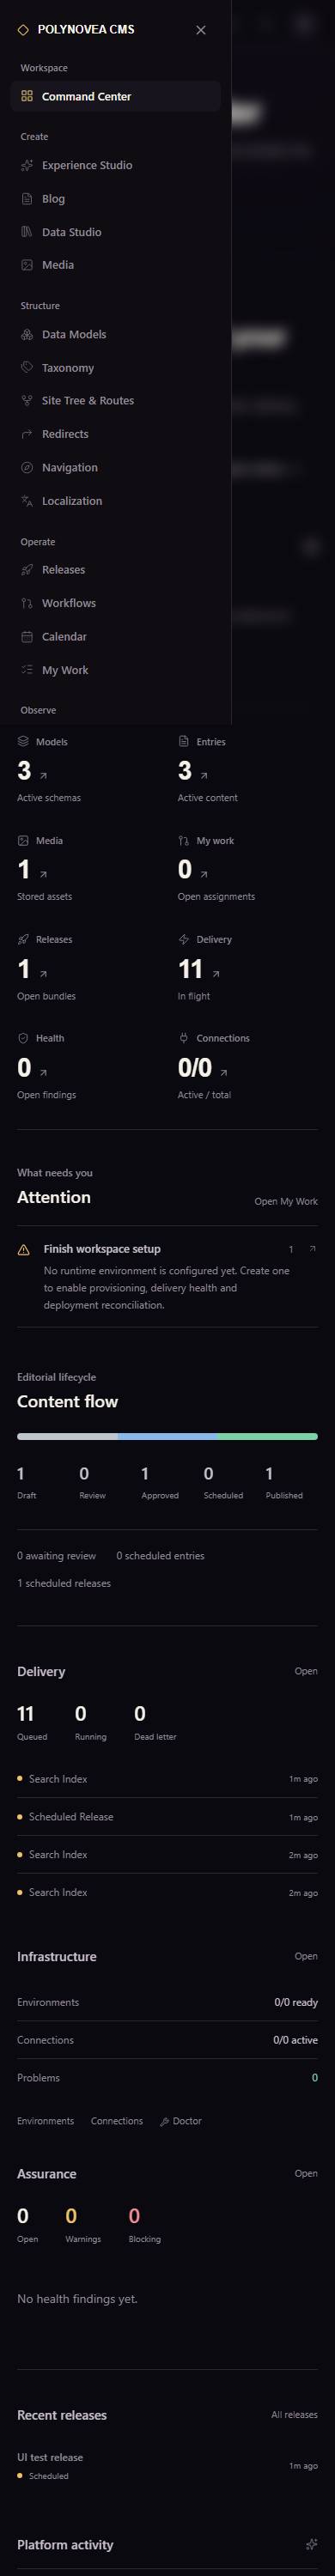 POLYNOVEA CMS
Workspace
Command Center
Create
Experience Studio
Blog
Data Studio
Media
Structure
Data Models
Taxonomy
Site Tree & Routes
Redirects
Navigation
Localization
Operate
Releases
Workflows
Calendar
My Work
Observe
Models
Entries
3
3
Active schemas
Active content
Media
My work
1
0
Stored assets
Open assignments
Releases
Delivery
1
11
Open bundles
In flight
Health
Connections
0
0/0
Open findings
Active / total
What needs you
Attention
Open My Work
Finish workspace setup
1
No runtime environment is configured yet. Create one
to enable provisioning, delivery health and
deployment reconciliation.
Editorial lifecycle
Content flow
1
0
1
0
1
Draft
Review
Approved
Scheduled
Published
0 awaiting review
0 scheduled entries
1 scheduled releases
Delivery
Open
11
0
0
Queued
Running
Dead letter
Search Index
1m ago
Scheduled Release
1m ago
Search Index
2m ago
Search Index
2m ago
Infrastructure
Open
Environments
0/0 ready
Connections
0/0 active
Problems
0
Environments
Connections
Doctor
Assurance
Open
0
0
0
Open
Warnings
Blocking
No health findings yet.
Recent releases
All releases
UI test release
1m ago
Scheduled
Platform activity